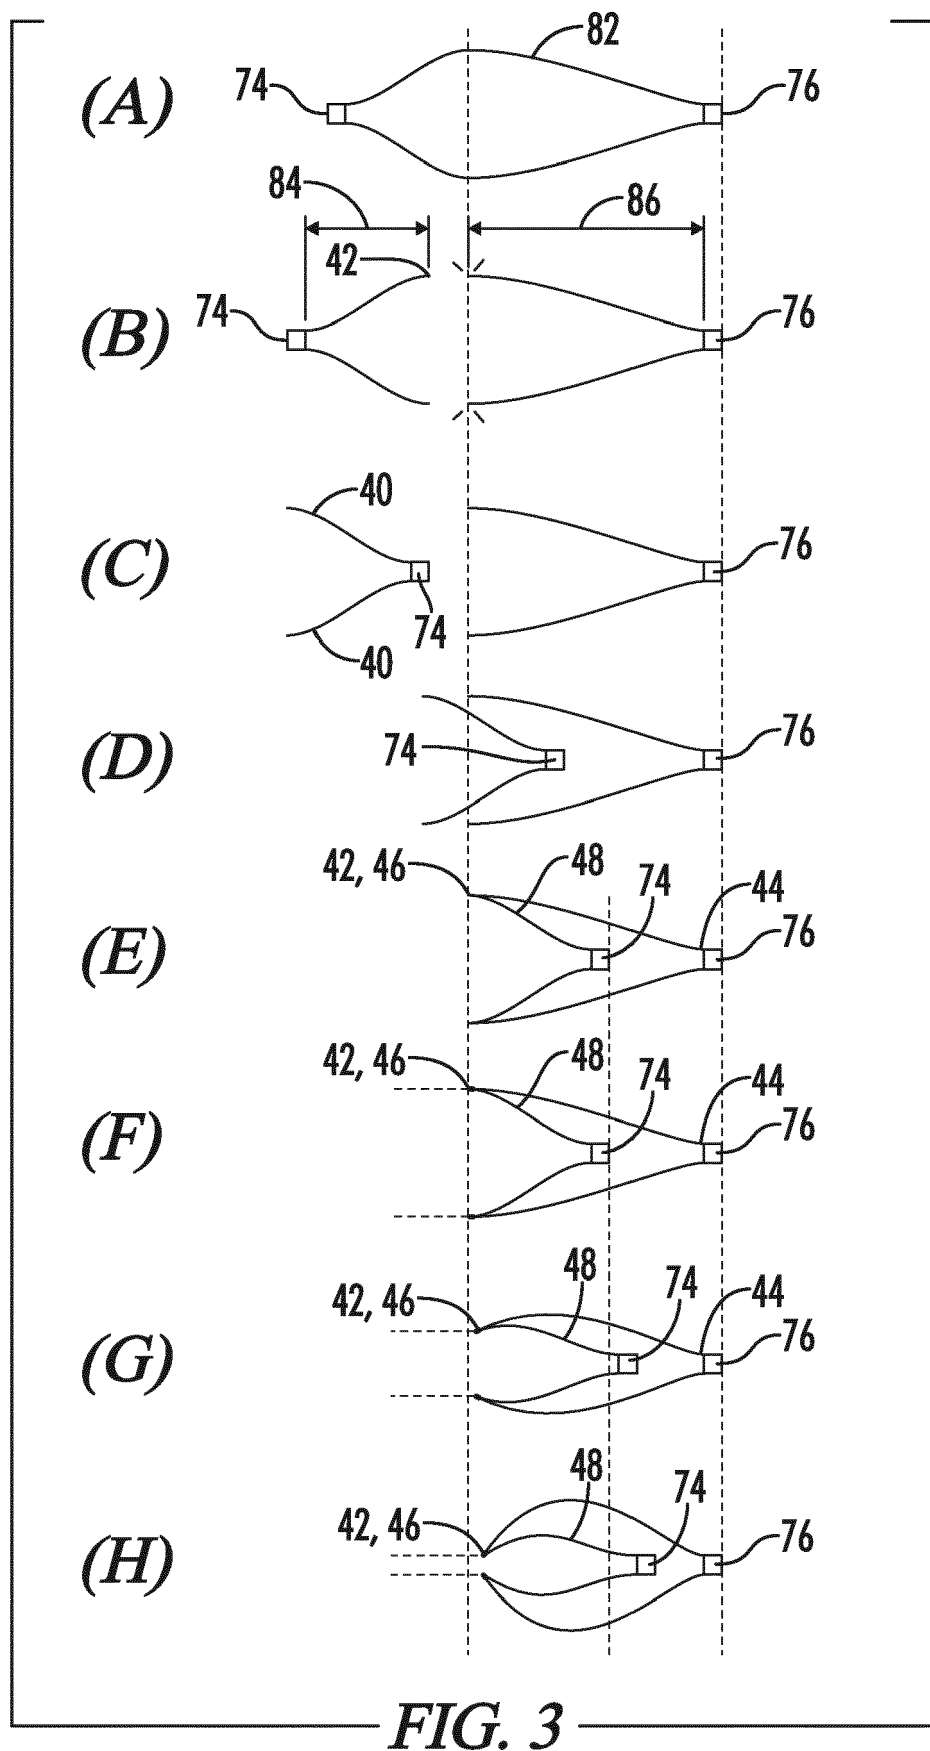 82
(A) 74 76
84 86
42
(B) 74 76
40
(C) 76
74
40
(D) 74 76
42, 46 48 74 44
(E) 76
42, 46 48 74 44
(F) 76
42, 46 48 74 44
(G) 76
42, 46 48 74
(H) 76
FIG. 3